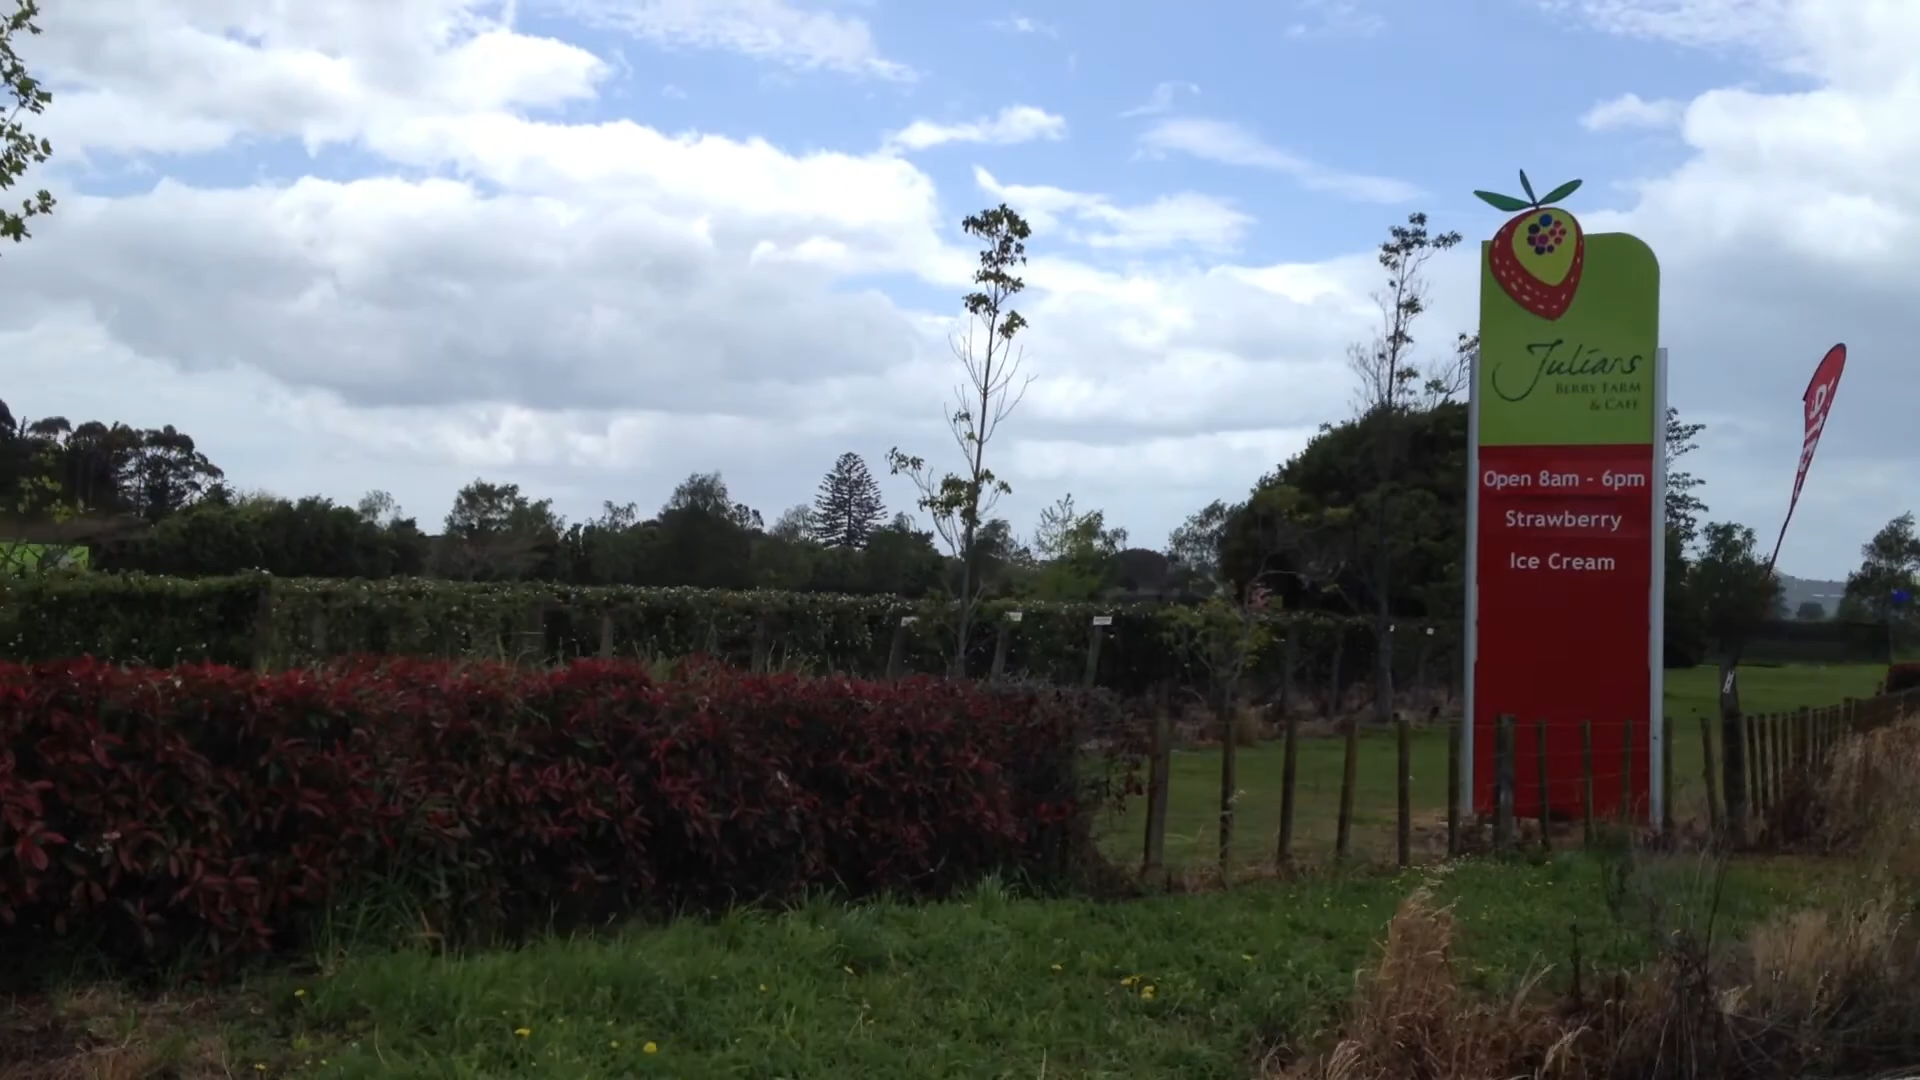 Julians
BERRY FARM
& CAFE
Open 8am - 6pm
Strawberry
Ice Cream